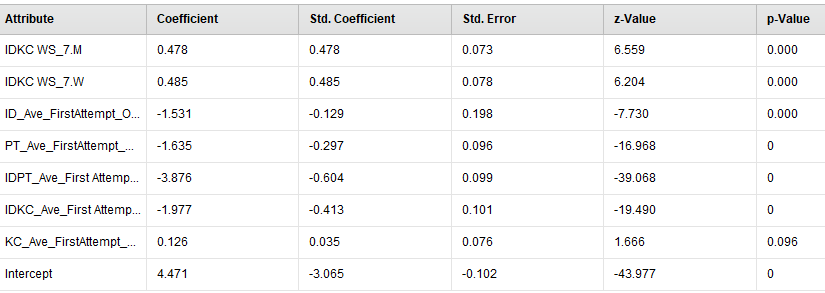 Attribute Coefficient Std. Coefficient Std. Error z-Value p-Value
IDKC WS_7.M 0.478 0.478 0.073 6.559 0.000
IDKC WS_7.W 0.485 0.485 0.078 6.204 0.000
ID_Ave_FirstAttempt_O... -1.531 -0.129 0.198 -7.730 0.000
PT_Ave_FirstAttempt_... -1.635 -0.297 0.096 -16.968 0
IDPT_Ave_First Attemp... -3.876 -0.604 0.099 -39.068 0
IDKC_Ave_First Attemp... -1.977 -0.413 0.101 -19.490 0
KC_Ave_FirstAttempt_... 0.126 0.035 0.076 1.666 0.096
Intercept 4.471 -3.065 -0.102 -43.977 0